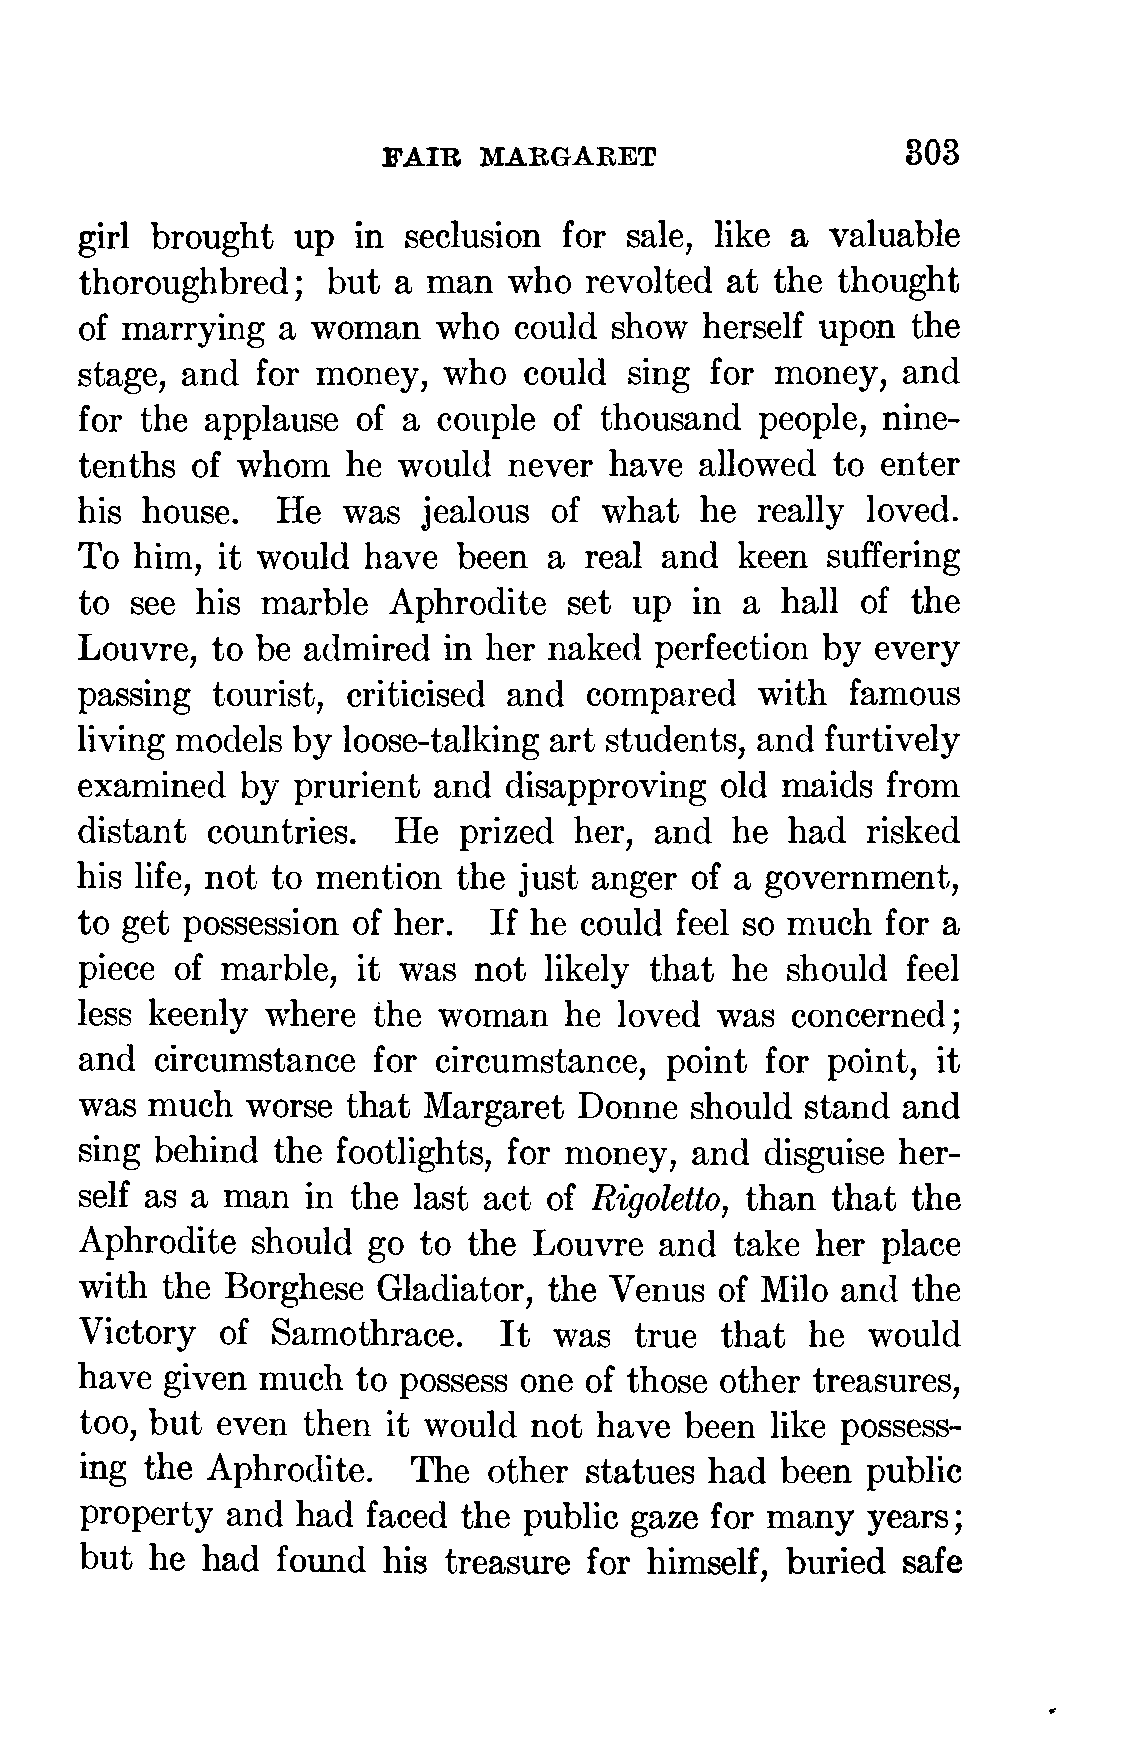 FAIR MARGARET 303
girl brought up in seclusion for sale, like a valuable
thoroughbred; but a man who revolted at the thought
of marrying a woman who could show herself upon the
stage, and for money, who could sing for money, and
for the applause of a couple of thousand people, nine-
tenths of whom he would never have allowed to enter
his house. He was jealous of what he really loved.
To him, it would have been a real and keen suffering
to see his marble Aphrodite set up in a hall of the
Louvre, to be admired in her naked perfection by every
passing tourist, criticised and compared with famous
living models by loose-talking art students, and furtively
examined by prurient and disapproving old maids from
distant countries. He prized her, and he had risked
his life, not to mention the just anger of a government,
to get possession of her. If he could feel so much for a
piece of marble, it was not likely that he should feel
less keenly where the woman he loved was concerned;
and circumstance for circumstance, point for point, it
was much worse that Margaret Donne should stand and
sing behind the footlights, for money, and disguise her-
self as a man in the last act of Rigoletto, than that the
Aphrodite should go to the Louvre and take her place
with the Borghese Gladiator, the Venus of Milo and the
Victory of Samothrace. It was true that he would
have given much to possess one of those other treasures,
too, but even then it would not have been like possess-
ing the Aphrodite. The other statues had been public
property and had faced the public gaze for many years;
but he had found his treasure for himself, buried safe